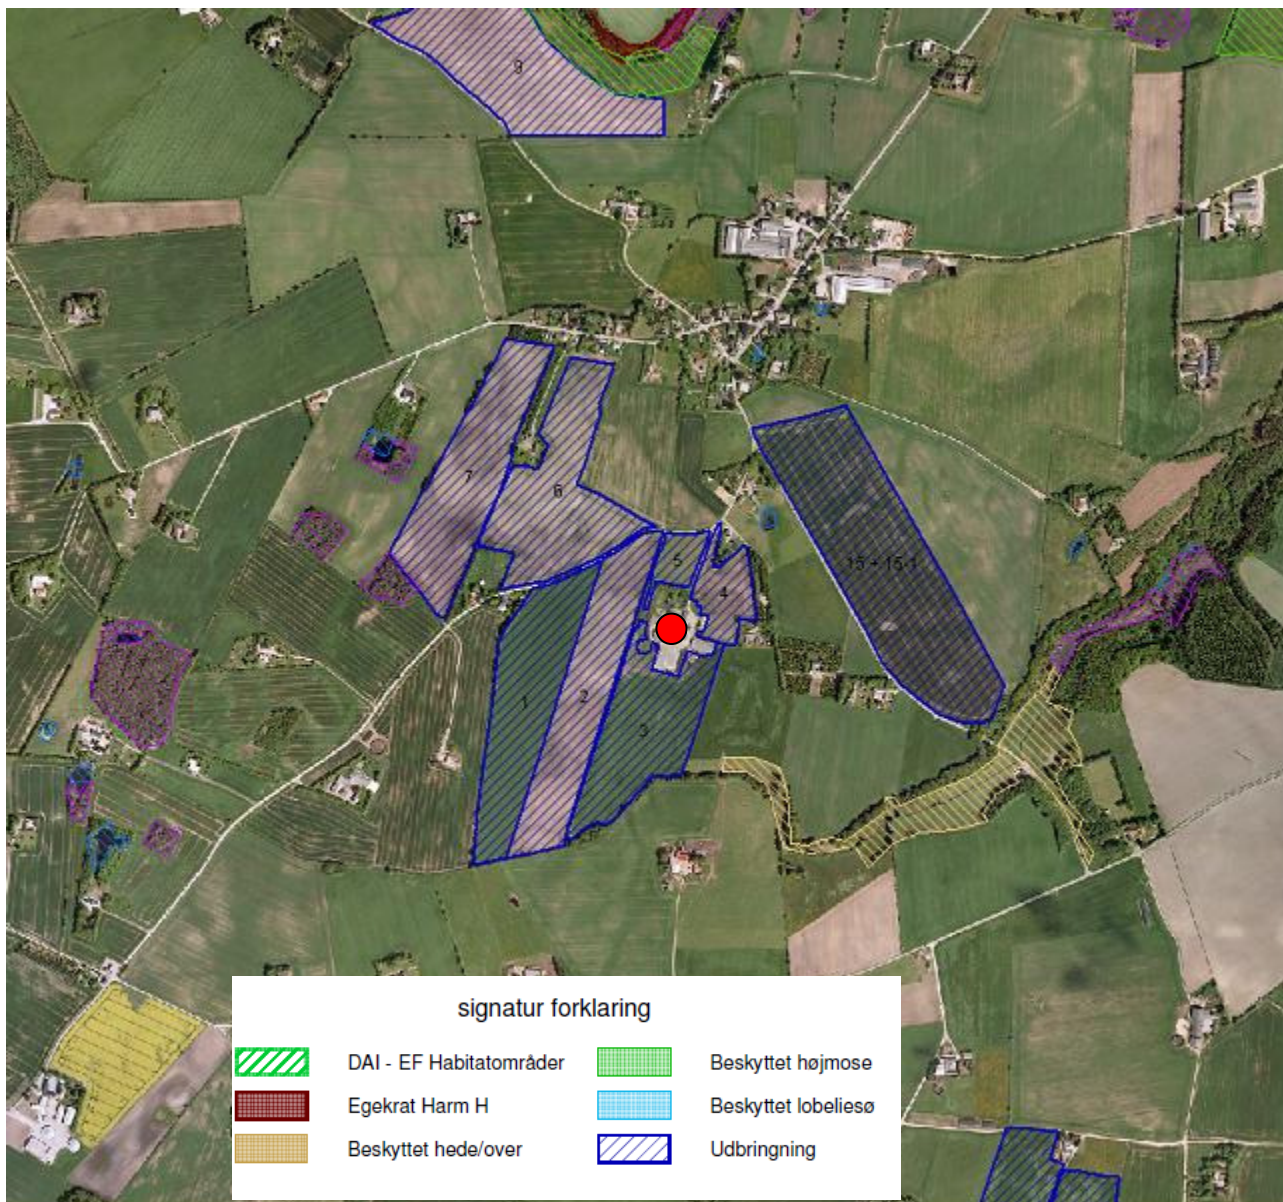 9
7
6
5
4
15 + 15-1
1
2
3
signatur forklaring
DAI - EF Habitatområder
Beskyttet højmose
Egekrat Harm H
Beskyttet lobeliesø
Beskyttet hede/over
Udbringning